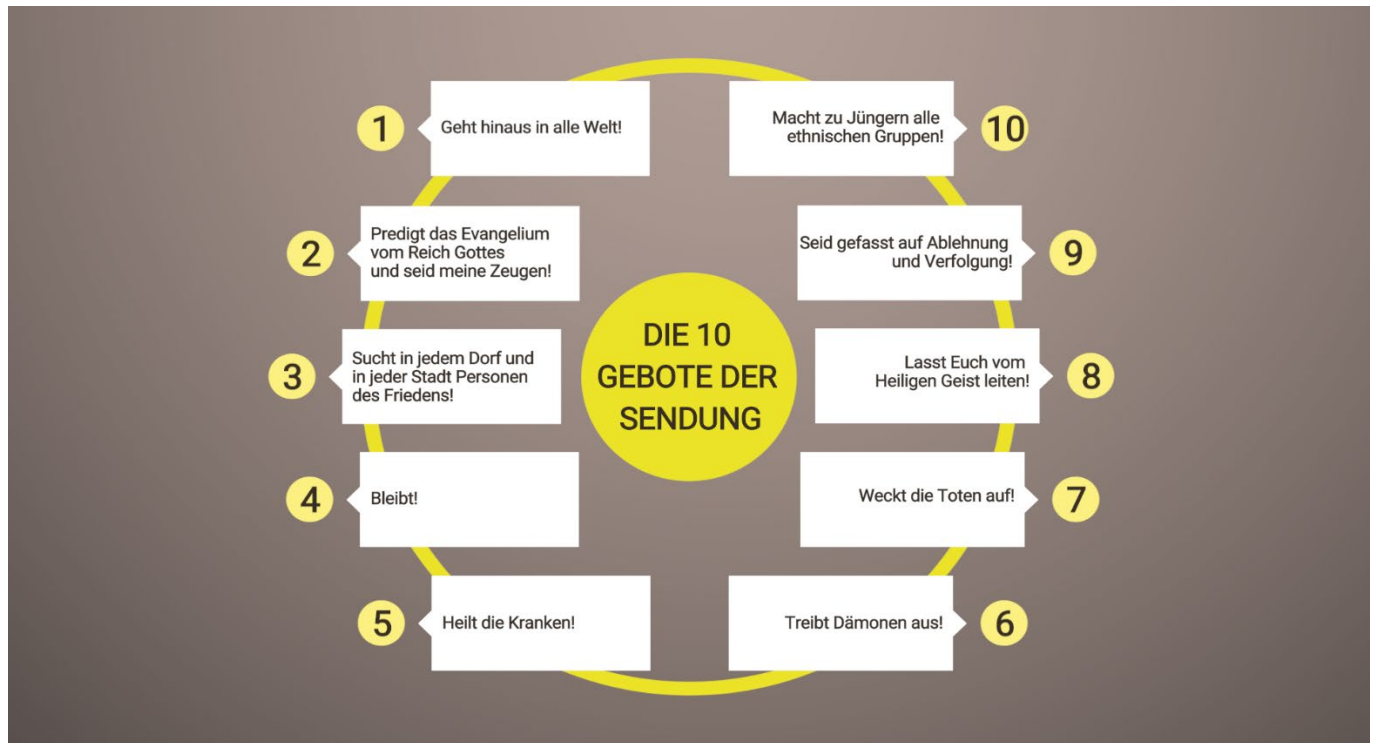 1
Geht hinaus in alle Welt!
2
Predigt das Evangelium
vom Reich Gottes
und seid meine Zeugen!
3
Sucht in jedem Dorf und
in jeder Stadt Personen
des Friedens!
4
Bleibt!
5
Heilt die Kranken!
DIE 10
GEBOTE DER
SENDUNG
6
Treibt Dämonen aus!
7
Weckt die Toten auf!
8
Lasst Euch vom
Heiligen Geist leiten!
9
Seid gefasst auf Ablehnung
und Verfolgung!
10
Macht zu Jüngern alle
ethnischen Gruppen!